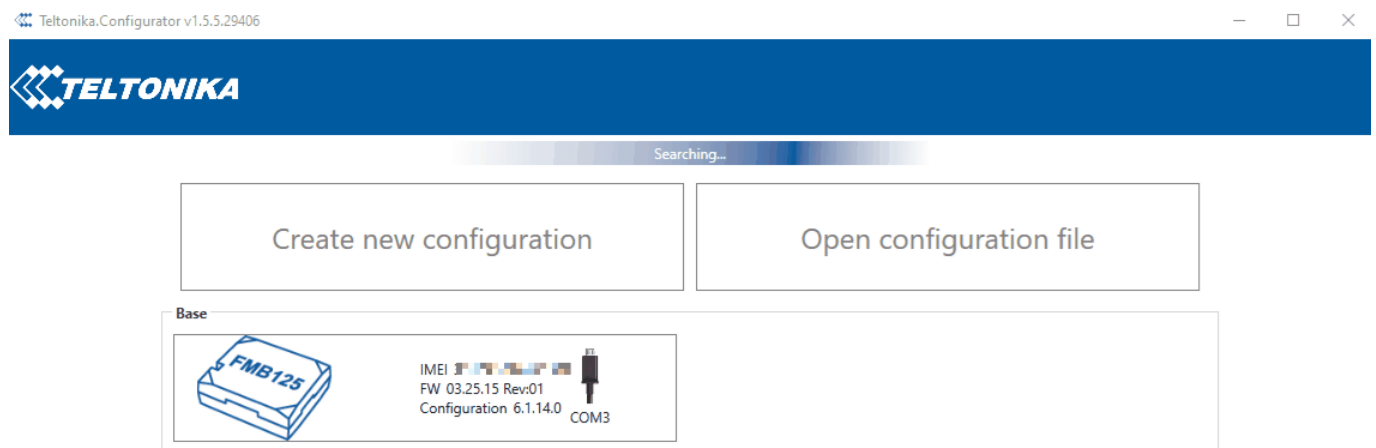 Teltonika.Configurator v1.5.5.29406
TELTONIKA
Searching...
Create new configuration
Open configuration file
Base
FMB125
IMEI
FW 03.25.15 Rev:01
Configuration 6.1.14.0
COM3